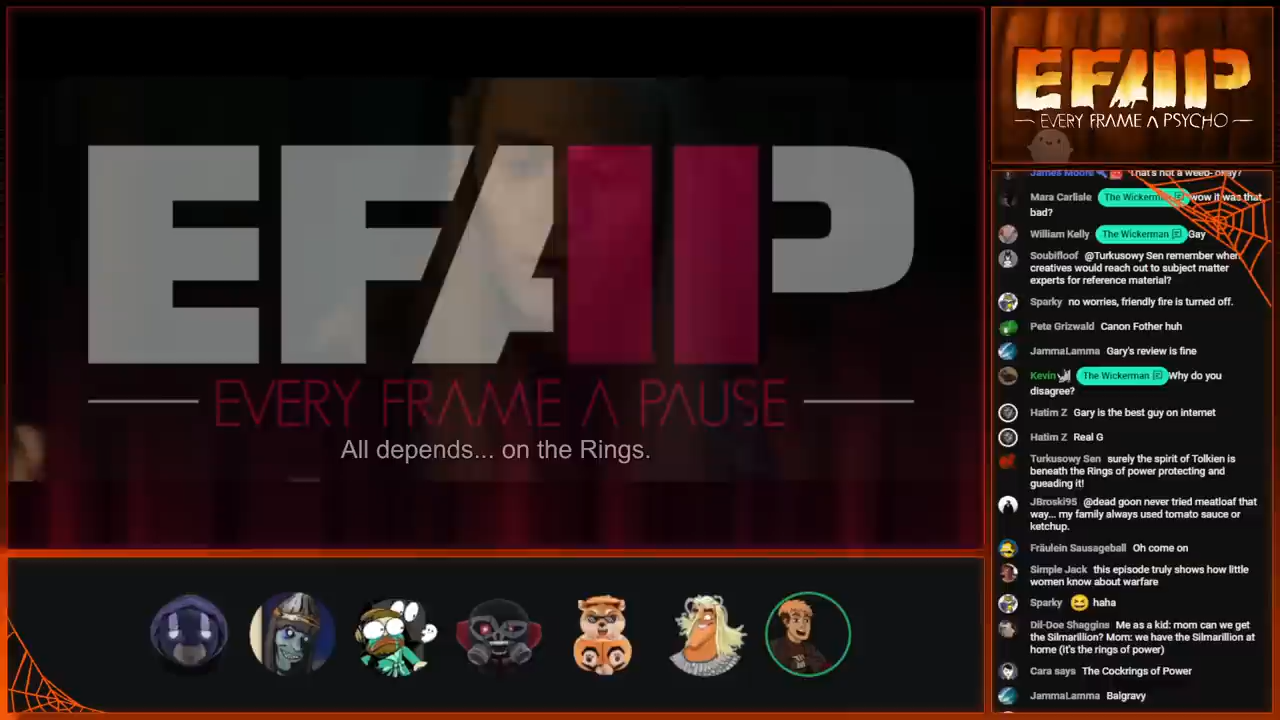 EFAP
EVERY FRAME A PAUSE
All depends... on the Rings.
EFAP
EVERY FRAME A PSYCHO
James Moore That's not a weeb- okay?
Mara Carlisle The Wickerman wow it was that
bad?
William Kelly The Wickerman Gay
Soubifloof @Turkusowy Sen remember when
creatives would reach out to subject matter
experts for reference material?
Sparky no worries, friendly fire is turned off.
Pete Grizwald Canon Fother huh
JammaLamma Gary's review is fine
Kevin The Wickerman Why do you
disagree?
Hatim Z Gary is the best guy on internet
Hatim Z Real G
Turkusowy Sen surely the spirit of Tolkien is
beneath the Rings of power protecting and
gueading it!
JBroski95 @dead goon never tried meatloaf that
way... my family always used tomato sauce or
ketchup.
Fräulein Sausageball Oh come on
Simple Jack this episode truly shows how little
women know about warfare
Sparky haha
Dil-Doe Shaggins Me as a kid: mom can we get
the Silmarillion? Mom: we have the Silmarillion at
home (it's the rings of power)
Cara says The Cockrings of Power
JammaLamma Balgravy